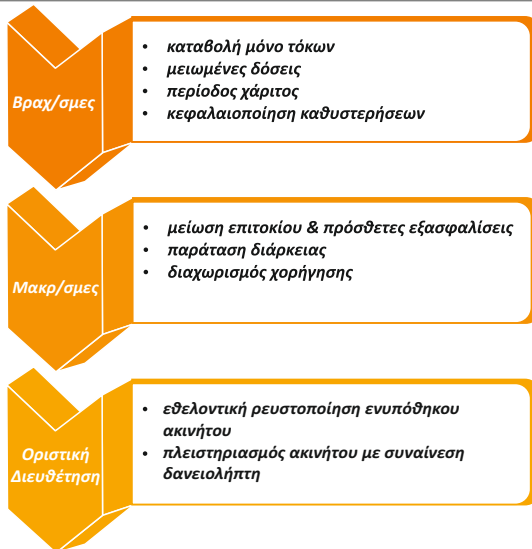 Βραχ/σμες
• καταβολή μόνο τόκων
• μειωμένες δόσεις
• περίοδος χάριτος
• κεφαλαιοποίηση καθυστερήσεων
Μακρ/σμες
• μείωση επιτοκίου & πρόσθετες εξασφαλίσεις
• παράταση διάρκειας
• διαχωρισμός χορήγησης
Οριστική
Διευθέτηση
• εθελοντική ρευστοποίηση ενυπόθηκου
ακινήτου
• πλειστηριασμός ακινήτου με συναίνεση
δανειολήπτη